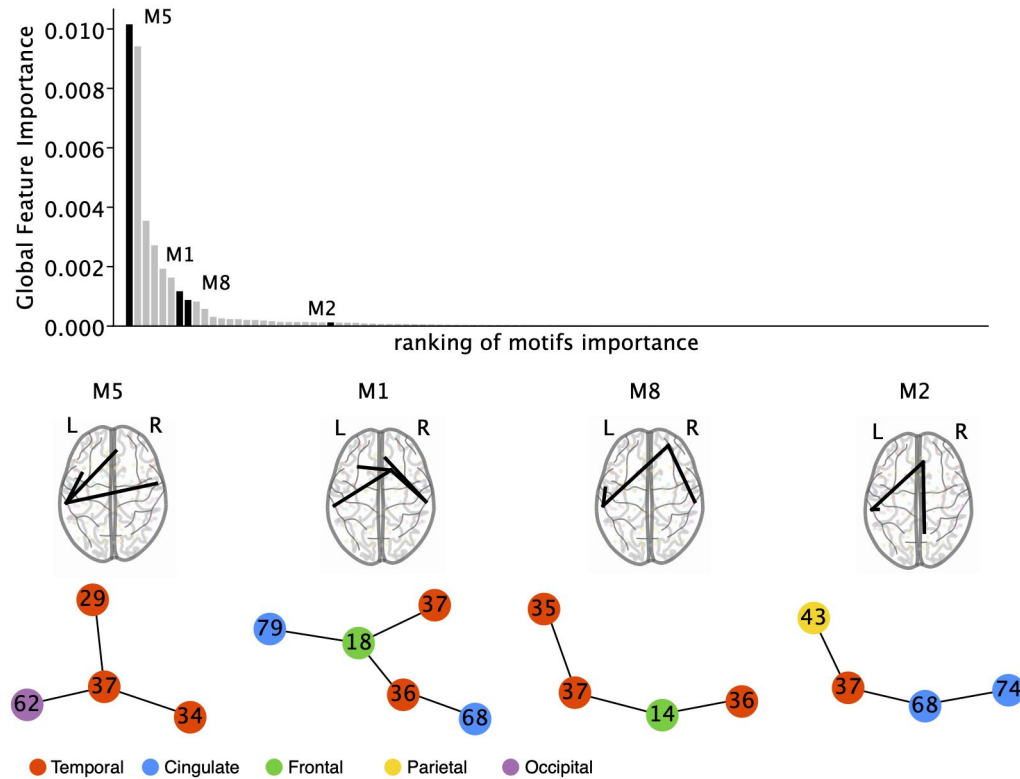 Global Feature Importance
0.010
0.008
0.006
0.004
0.002
0.000
M5
M1
M8
M2
ranking of motifs importance
M5 M1 M8 M2
L R L R L R L R
29
37
62
34
79
18
37
36
68
35
37
14
36
43
37
68
74
Temporal Cingulate Frontal Parietal Occipital